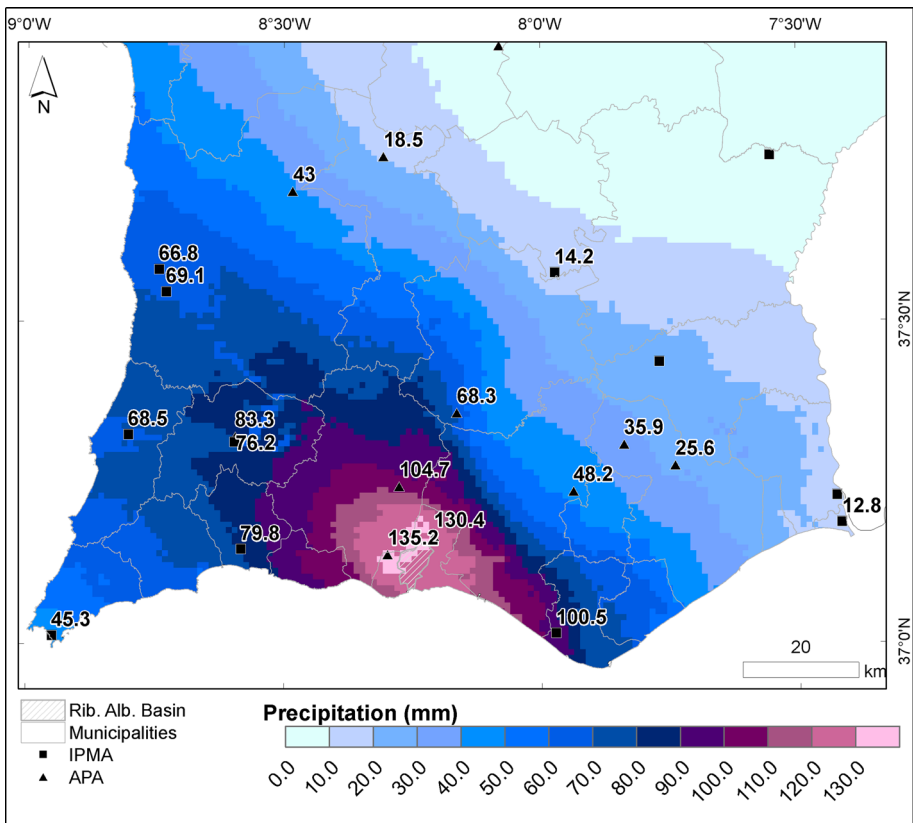 9°0'W 8°30'W 8°0'W 7°30'W
N
18.5
43
14.2
66.8
69.1
37°30'N
68.3
68.5
83.3
76.2
35.9
25.6
104.7
48.2
12.8
130.4
135.2
79.8
100.5
45.3
37°0'N
20
km
Rib. Alb. Basin
Municipalities
IPMA
APA
Precipitation (mm)
0.0 10.0 20.0 30.0 40.0 50.0 60.0 70.0 80.0 90.0 100.0 110.0 120.0 130.0